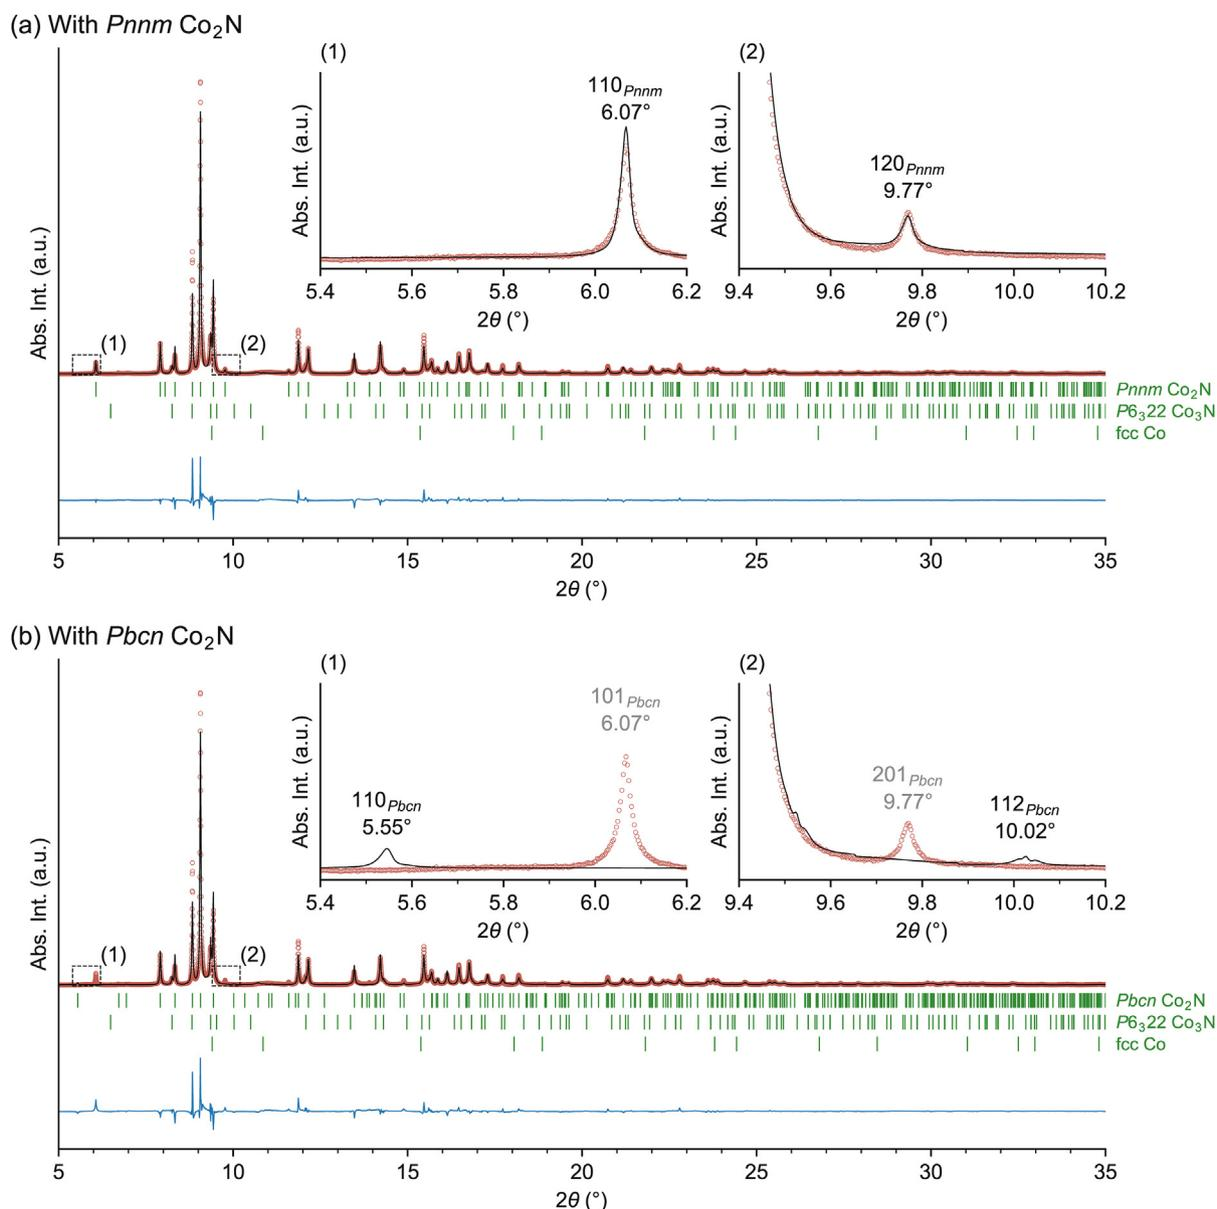 (a) With Pnnm Co₂N
(1)
(2)
110Pnnm
6.07°
120Pnnm
9.77°
Abs. Int. (a.u.)
Abs. Int. (a.u.)
Abs. Int. (a.u.)
5.4 5.6 5.8 6.0 6.2
2θ (°)
9.4 9.6 9.8 10.0 10.2
2θ (°)
(1)
(2)
Pnnm Co₂N
P6₃22 Co₃N
fcc Co
5 10 15 20 25 30 35
2θ (°)
(b) With Pbcn Co₂N
(1)
(2)
101Pbcn
6.07°
110Pbcn
5.55°
201Pbcn
9.77°
112Pbcn
10.02°
Abs. Int. (a.u.)
Abs. Int. (a.u.)
Abs. Int. (a.u.)
5.4 5.6 5.8 6.0 6.2
2θ (°)
9.4 9.6 9.8 10.0 10.2
2θ (°)
(1)
(2)
Pbcn Co₂N
P6₃22 Co₃N
fcc Co
5 10 15 20 25 30 35
2θ (°)